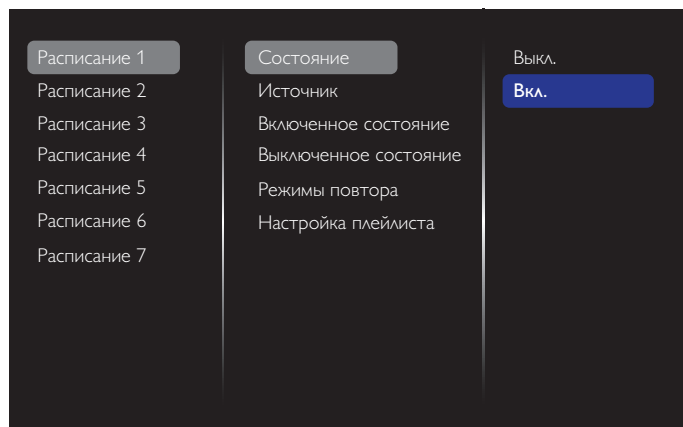 Расписание 1
Расписание 2
Расписание 3
Расписание 4
Расписание 5
Расписание 6
Расписание 7
Состояние
Источник
Включенное состояние
Выключенное состояние
Режимы повтора
Настройка плейлиста
Выкл.
Вкл.